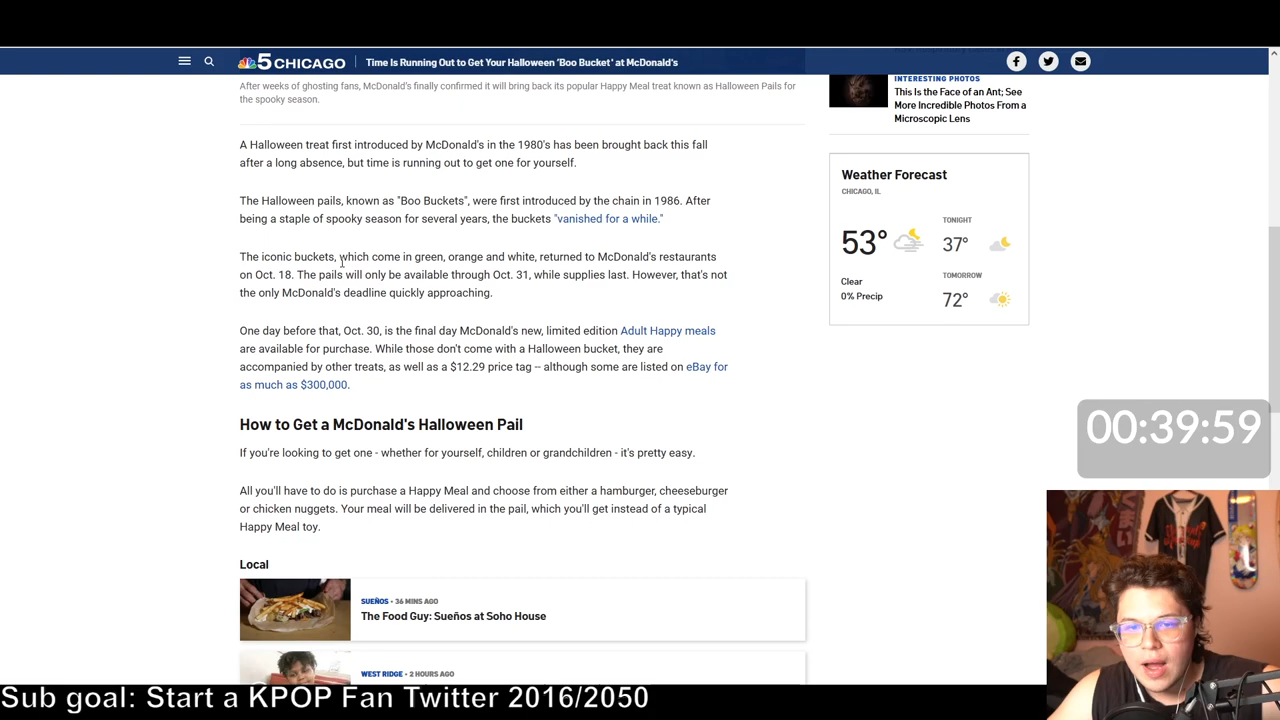 5 CHICAGO
Time Is Running Out to Get Your Halloween 'Boo Bucket' at McDonald's
After weeks of ghosting fans, McDonald's finally confirmed it will bring back its popular Happy Meal treat known as Halloween Pails for
the spooky season.
A Halloween treat first introduced by McDonald's in the 1980's has been brought back this fall
after a long absence, but time is running out to get one for yourself.
The Halloween pails, known as "Boo Buckets", were first introduced by the chain in 1986. After
being a staple of spooky season for several years, the buckets "vanished for a while."
The iconic buckets, which come in green, orange and white, returned to McDonald's restaurants
on Oct. 18. The pails will only be available through Oct. 31, while supplies last. However, that's not
the only McDonald's deadline quickly approaching.
One day before that, Oct. 30, is the final day McDonald's new, limited edition Adult Happy meals
are available for purchase. While those don't come with a Halloween bucket, they are
accompanied by other treats, as well as a $12.29 price tag -- although some are listed on eBay for
as much as $300,000.
How to Get a McDonald's Halloween Pail
If you're looking to get one - whether for yourself, children or grandchildren - it's pretty easy.
All you'll have to do is purchase a Happy Meal and choose from either a hamburger, cheeseburger
or chicken nuggets. Your meal will be delivered in the pail, which you'll get instead of a typical
Happy Meal toy.
Local
SUEÑOS • 36 MINS AGO
The Food Guy: Sueños at Soho House
WEST RIDGE • 2 HOURS AGO
INTERESTING PHOTOS
This Is the Face of an Ant; See
More Incredible Photos From a
Microscopic Lens
Weather Forecast
CHICAGO, IL
53°
Clear
0% Precip
TONIGHT
37°
TOMORROW
72°
00:39:59
Sub goal: Start a KPOP Fan Twitter 2016/2050